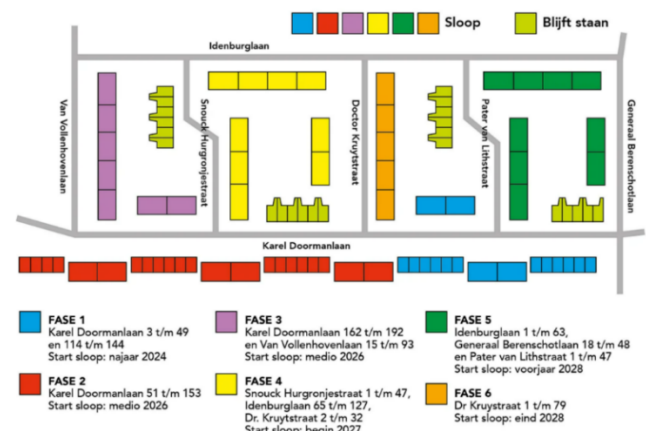 Sloop
Blijft staan
Idenburglaan
Van Vollenhovenlaan
Snouck Hurgronjestraat
Doctor Kruytstraat
Pater van Lithstraat
Generaal Berenschotlaan
Karel Doormanlaan
FASE 1
Karel Doormanlaan 3 t/m 49
en 114 t/m 144
Start sloop: najaar 2024
FASE 2
Karel Doormanlaan 51 t/m 153
Start sloop: medio 2026
FASE 3
Karel Doormanlaan 162 t/m 192
en Van Vollenhovenlaan 15 t/m 93
Start sloop: medio 2026
FASE 4
Snouck Hurgronjestraat 1 t/m 47,
Idenburglaan 65 t/m 127,
Dr. Kruytstraat 2 t/m 32
Start sloop: begin 2027
FASE 5
Idenburglaan 1 t/m 63,
Generaal Berenschotlaan 18 t/m 48
en Pater van Lithstraat 1 t/m 47
Start sloop: voorjaar 2028
FASE 6
Dr Kruystraat 1 t/m 79
Start sloop: eind 2028